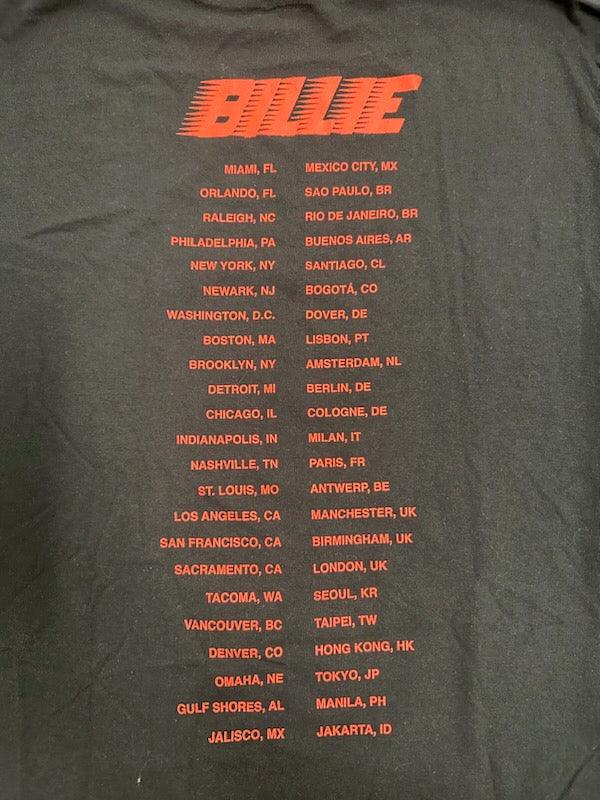 BILLIE
MIAMI, FL
ORLANDO, FL
RALEIGH, NC
PHILADELPHIA, PA
NEW YORK, NY
NEWARK, NJ
WASHINGTON, D.C.
BOSTON, MA
BROOKLYN, NY
DETROIT, MI
CHICAGO, IL
INDIANAPOLIS, IN
NASHVILLE, TN
ST. LOUIS, MO
LOS ANGELES, CA
SAN FRANCISCO, CA
SACRAMENTO, CA
TACOMA, WA
VANCOUVER, BC
DENVER, CO
OMAHA, NE
GULF SHORES, AL
JALISCO, MX
MEXICO CITY, MX
SAO PAULO, BR
RIO DE JANEIRO, BR
BUENOS AIRES, AR
SANTIAGO, CL
BOGOTÁ, CO
DOVER, DE
LISBON, PT
AMSTERDAM, NL
BERLIN, DE
COLOGNE, DE
MILAN, IT
PARIS, FR
ANTWERP, BE
MANCHESTER, UK
BIRMINGHAM, UK
LONDON, UK
SEOUL, KR
TAIPEI, TW
HONG KONG, HK
TOKYO, JP
MANILA, PH
JAKARTA, ID